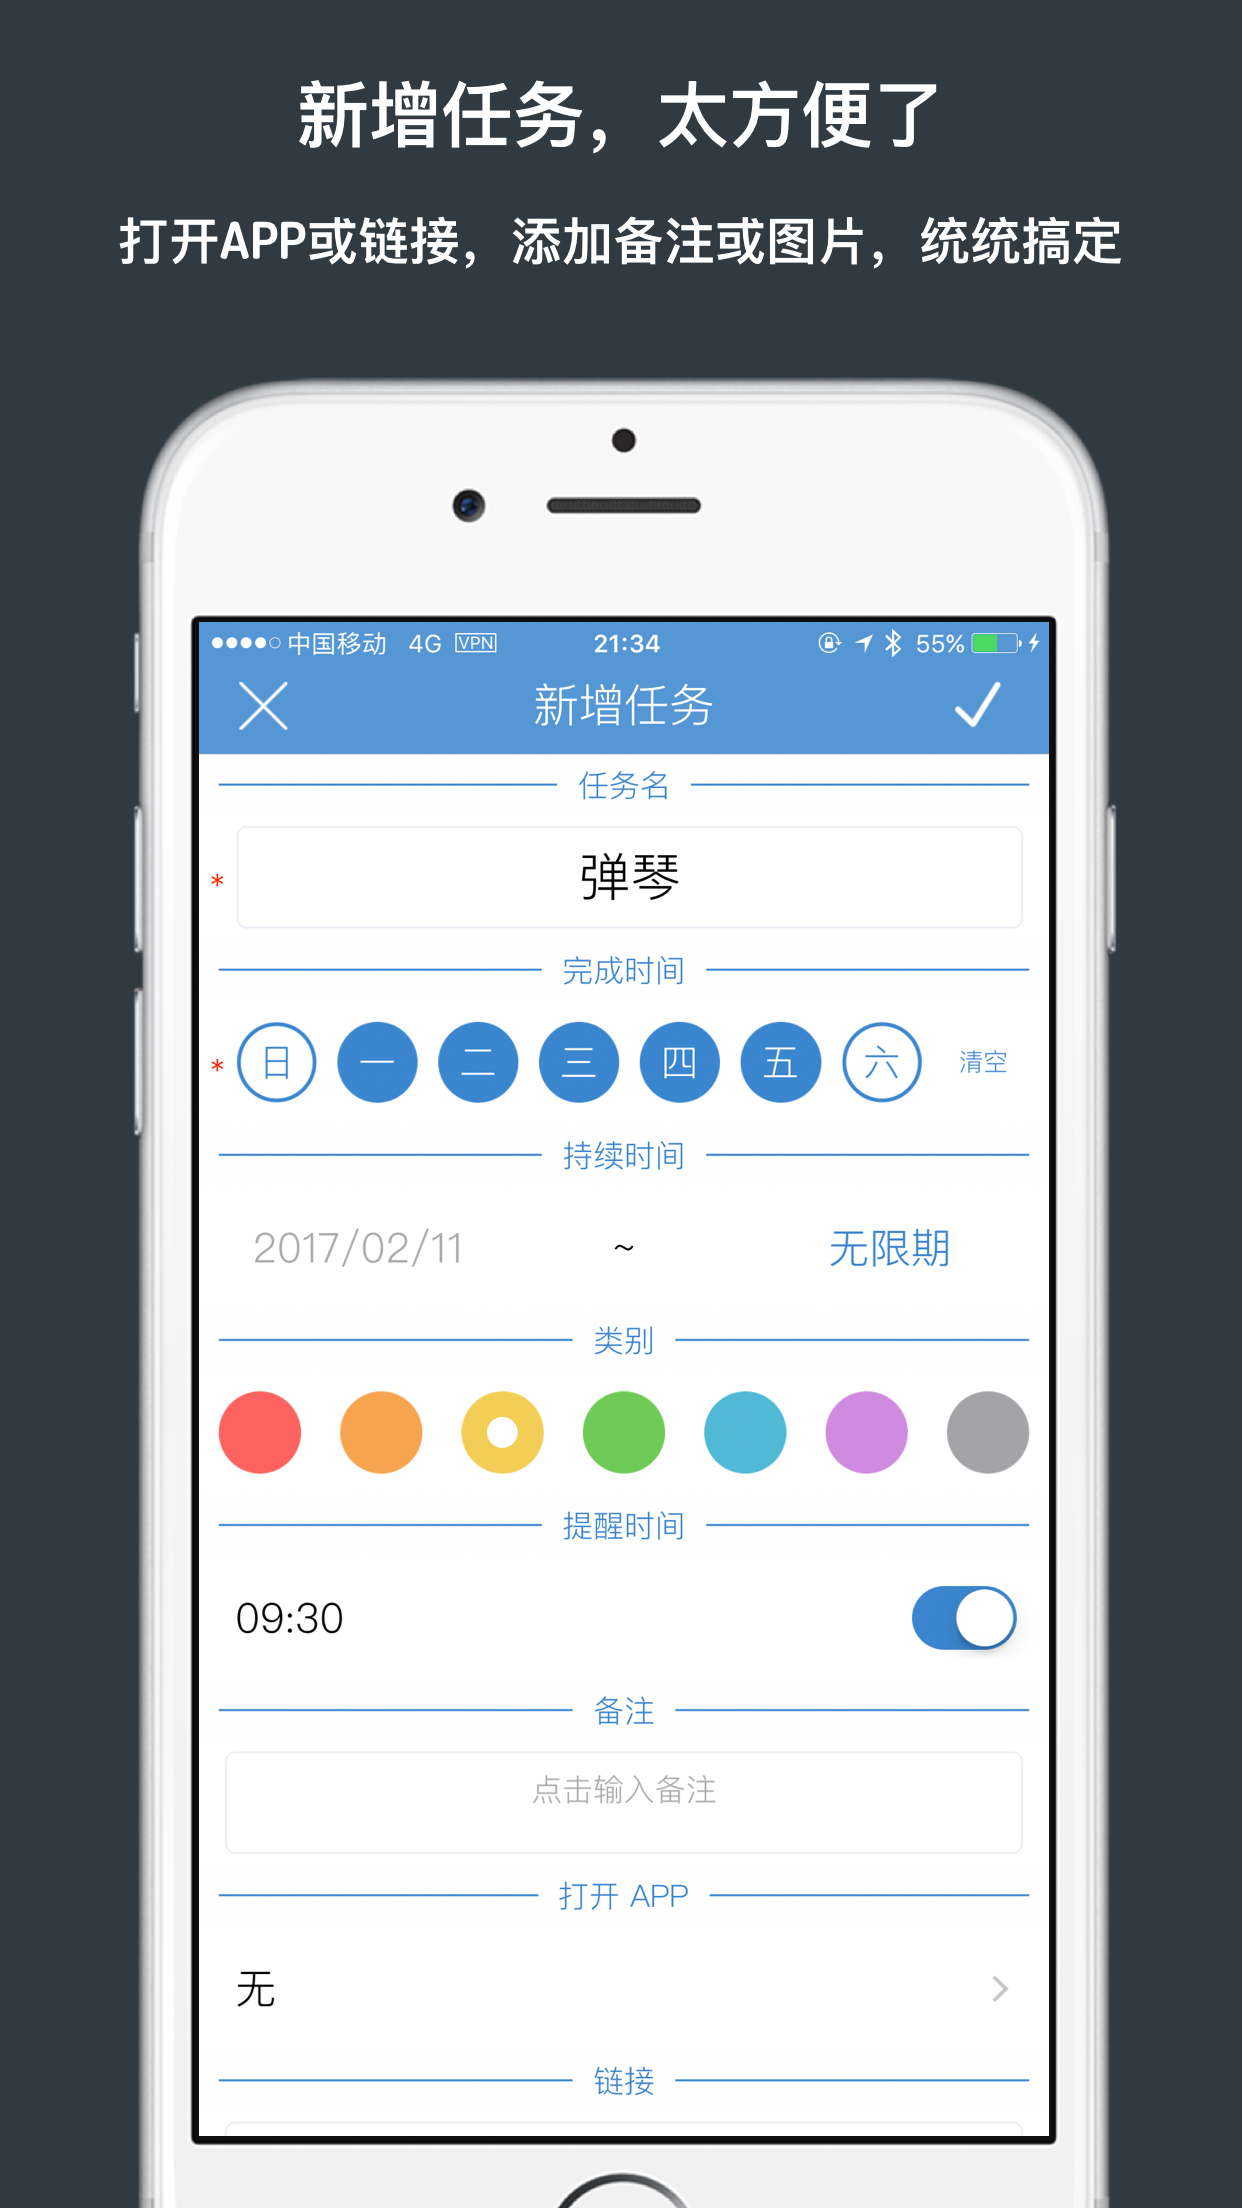 新增任务，太方便了
打开APP或链接，添加备注或图片，统统搞定
中国移动 4G VPN 21:34 55%
新增任务
任务名
* 弹琴
完成时间
* 日 一 二 三 四 五 六 清空
持续时间
2017/02/11 ~ 无限期
类别
提醒时间
09:30
备注
点击输入备注
打开 APP
无
链接